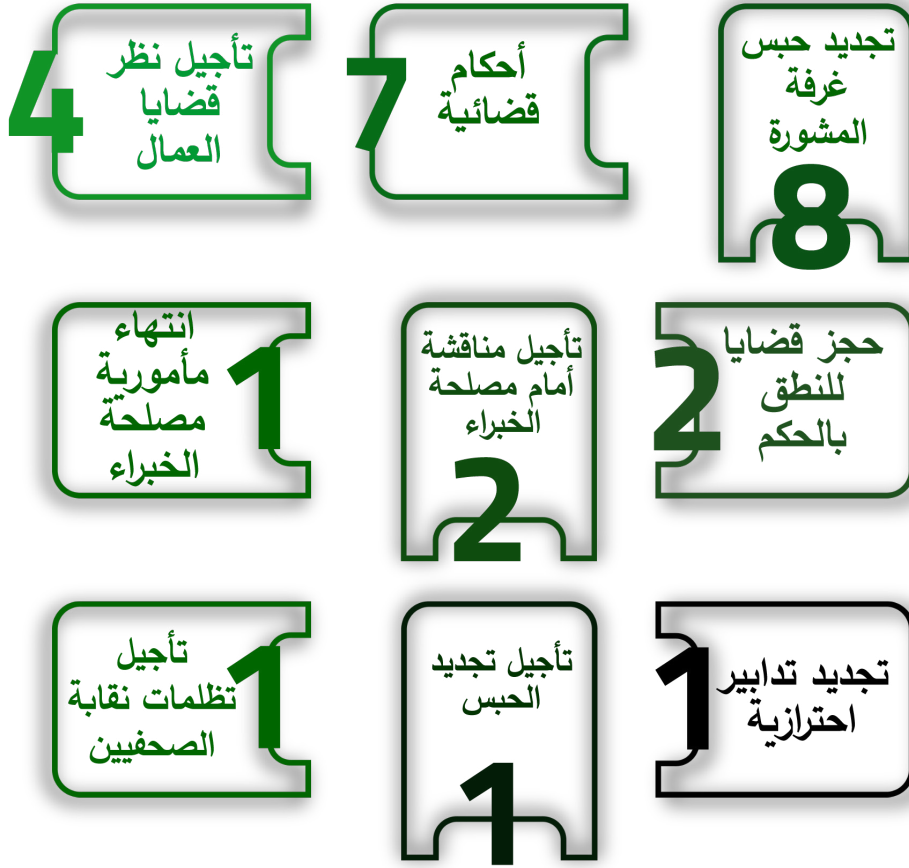 تجديد حبس
غرفة
المشورة
8
أحكام
قضائية
7
تأجيل نظر
قضايا
العمال
4
حجز قضايا
للنطق
بالحكم
2
تأجيل مناقشة
أمام مصلحة
الخبراء
2
انتهاء
مأمورية
مصلحة
الخبراء
1
تجديد تدابير
احترازية
1
تأجيل تجديد
الحبس
1
تأجيل
تظلمات نقابة
الصحفيين
1